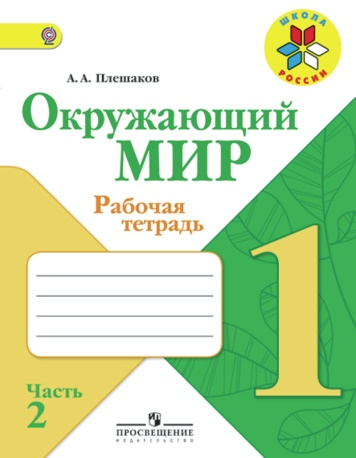 ШКОЛА
РОССИИ
А. А. Плешаков
Окружающий
МИР
Рабочая
тетрадь
1
Часть
2
ПРОСВЕЩЕНИЕ
ИЗДАТЕЛЬСТВО